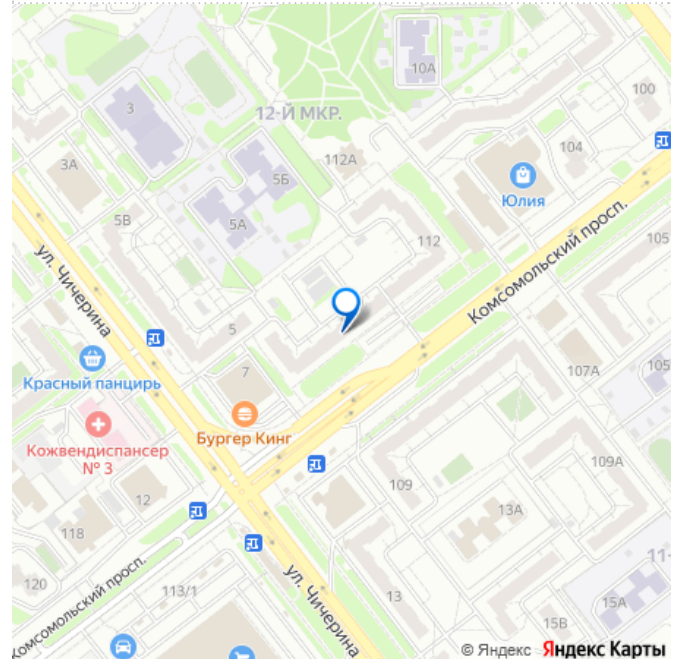 10А
100
3
12-Й МКР.
104
3А
112А
Юлия
5Б
5В
5А
112
Комсомольский просп.
105
ул. Чичерина
5
Красный панцирь
7
107А
105
Бургер Кинг
Кожвендиспансер
№ 3
109
109А
12
13А
118
11-
120
Комсомольский просп.
113/1
ул. Чичерина
13
15А
15В
© Яндекс Яндекс Карты